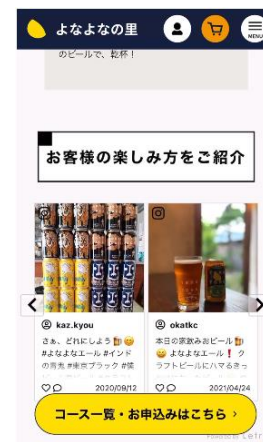 よなよなの里
MENU
のビールで、乾杯！
お客様の楽しみ方をご紹介
kaz.kyou
さぁ、どれにしよう
#よなよなエール #インド
の青鬼 #東京ブラック #僕
2020/09/12
okatkc
本日の家飲みおビール
よなよなエール❗ ク
ラフトビールにハマるきっ
2021/04/24
コース一覧・お申込みはこちら ›
POWERED BY Letro